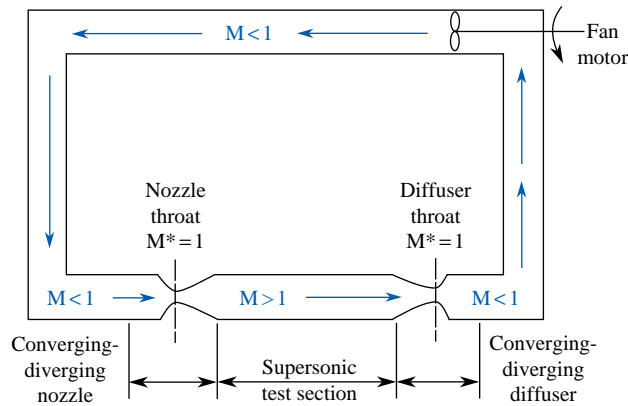 M<1
Fan
motor
Nozzle
throat
M*=1
Diffuser
throat
M*=1
M<1
M>1
M<1
Converging-
diverging
nozzle
Supersonic
test section
Converging-
diverging
diffuser